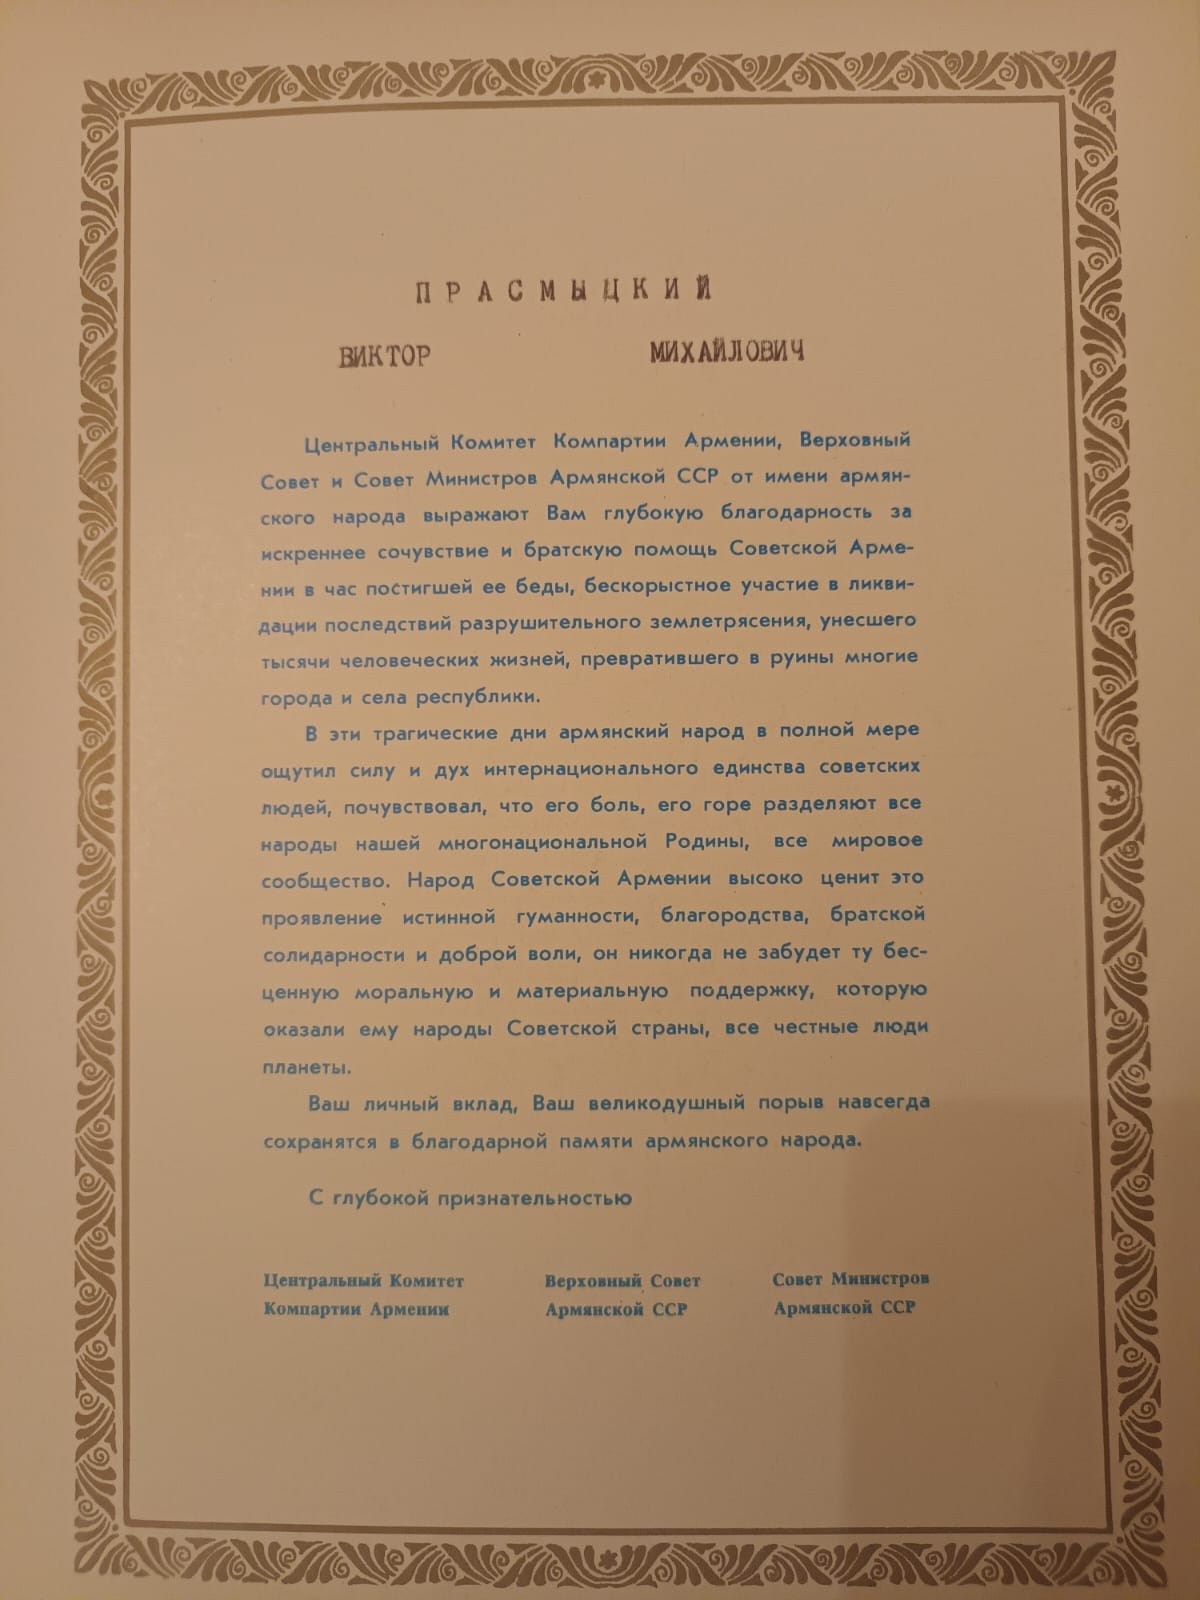 ПРАСМЫЦКИЙ
ВИКТОР МИХАЙЛОВИЧ
Центральный Комитет Компартии Армении, Верховный
Совет и Совет Министров Армянской ССР от имени армян-
ского народа выражают Вам глубокую благодарность за
искреннее сочувствие и братскую помощь Советской Арме-
нии в час постигшей ее беды, бескорыстное участие в ликви-
дации последствий разрушительного землетрясения, унесшего
тысячи человеческих жизней, превратившего в руины многие
города и села республики.
В эти трагические дни армянский народ в полной мере
ощутил силу и дух интернационального единства советских
людей, почувствовал, что его боль, его горе разделяют все
народы нашей многонациональной Родины, все мировое
сообщество. Народ Советской Армении высоко ценит это
проявление истинной гуманности, благородства, братской
солидарности и доброй воли, он никогда не забудет ту бес-
ценную моральную и материальную поддержку, которую
оказали ему народы Советской страны, все честные люди
планеты.
Ваш личный вклад, Ваш великодушный порыв навсегда
сохранятся в благодарной памяти армянского народа.
С глубокой признательностью
Центральный Комитет Верховный Совет Совет Министров
Компартии Армении Армянской ССР Армянской ССР